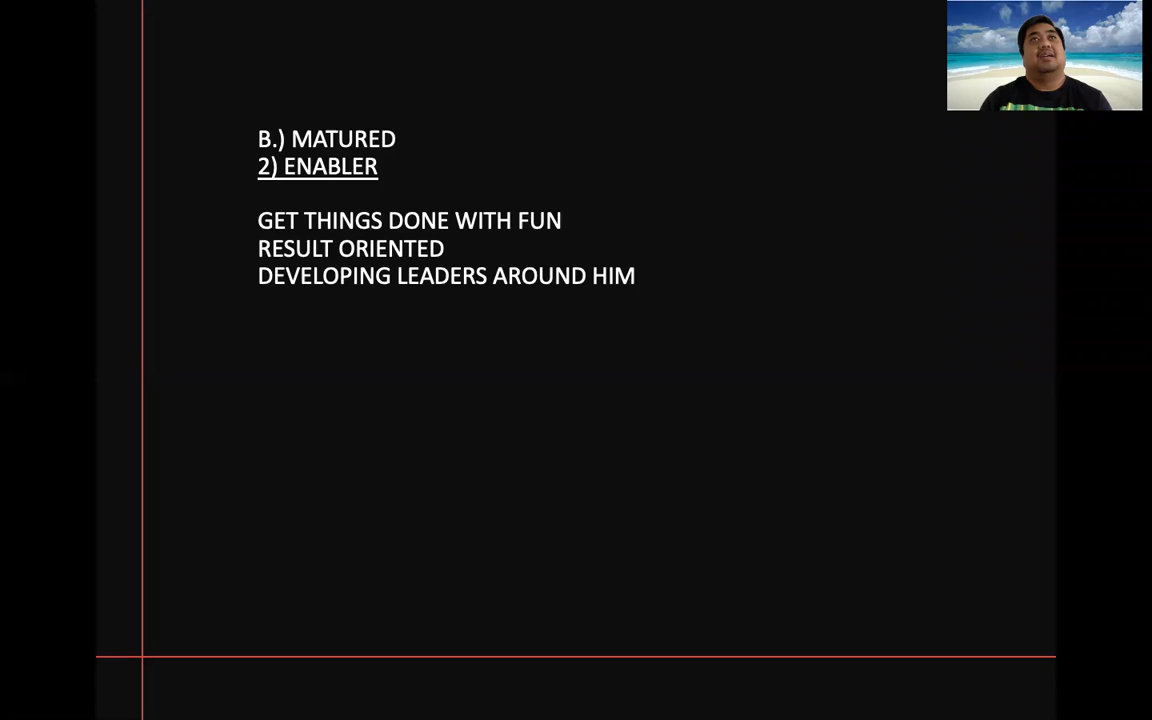 B.) MATURED
2) ENABLER
GET THINGS DONE WITH FUN
RESULT ORIENTED
DEVELOPING LEADERS AROUND HIM